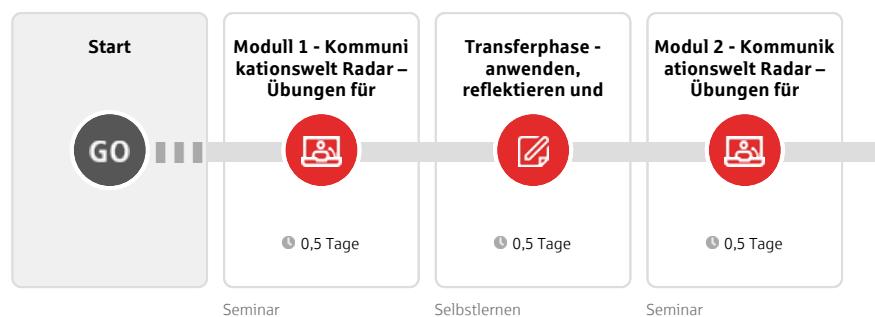 Start
GO
Modull 1 - Kommuni
kationswelt Radar –
Übungen für
0,5 Tage
Seminar
Transferphase -
anwenden,
reflektieren und
0,5 Tage
Selbstlernen
Modul 2 - Kommunik
ationswelt Radar –
Übungen für
0,5 Tage
Seminar